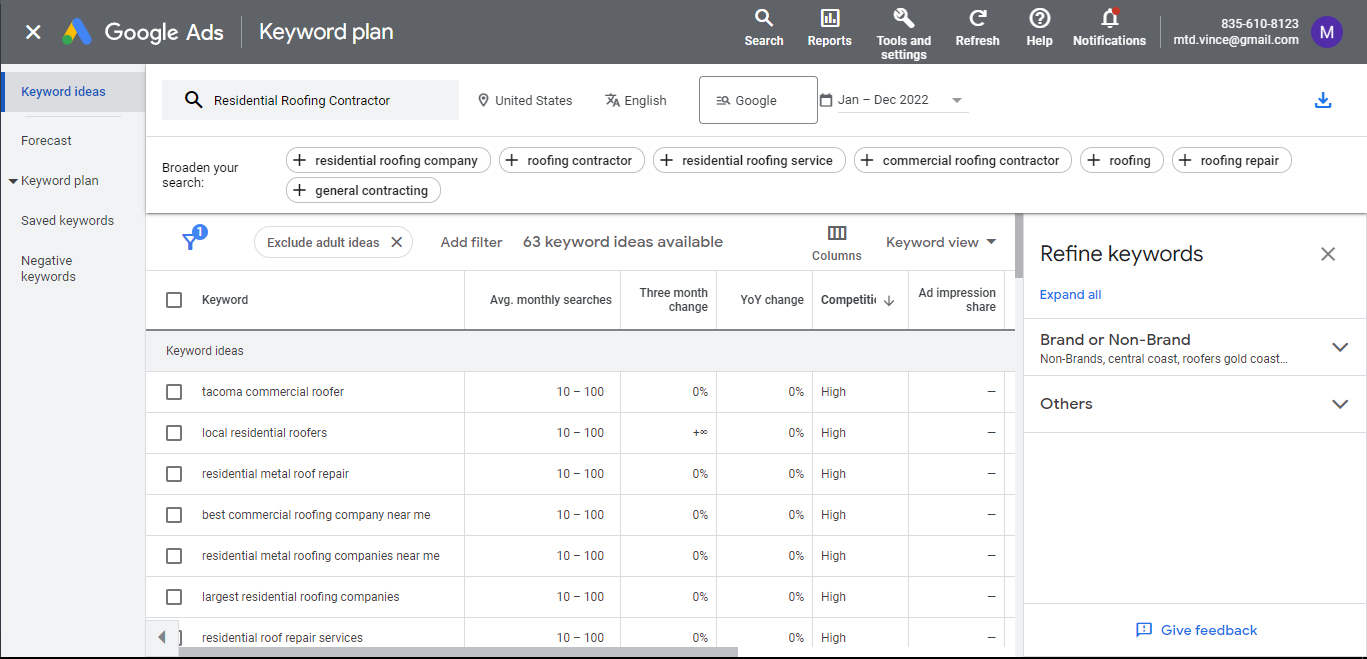 Google Ads
Keyword plan
Search
Reports
Tools and
settings
Refresh
Help
Notifications
835-610-8123
mtd.vince@gmail.com
M
Keyword ideas
Forecast
Keyword plan
Saved keywords
Negative
keywords
Residential Roofing Contractor
United States
English
Google
Jan – Dec 2022
Broaden your
search:
residential roofing company
roofing contractor
residential roofing service
commercial roofing contractor
roofing
roofing repair
general contracting
1
Exclude adult ideas
Add filter
63 keyword ideas available
Columns
Keyword view
Keyword
Avg. monthly searches
Three month
change
YoY change
Competitic
Ad impression
share
Keyword ideas
tacoma commercial roofer 10 – 100 0% 0% High –
local residential roofers 10 – 100 +∞ 0% High –
residential metal roof repair 10 – 100 0% 0% High –
best commercial roofing company near me 10 – 100 0% 0% High –
residential metal roofing companies near me 10 – 100 0% 0% High –
largest residential roofing companies 10 – 100 0% 0% High –
residential roof repair services 10 – 100 0% 0% High –
Refine keywords
Expand all
Brand or Non-Brand
Non-Brands, central coast, roofers gold coast...
Others
Give feedback